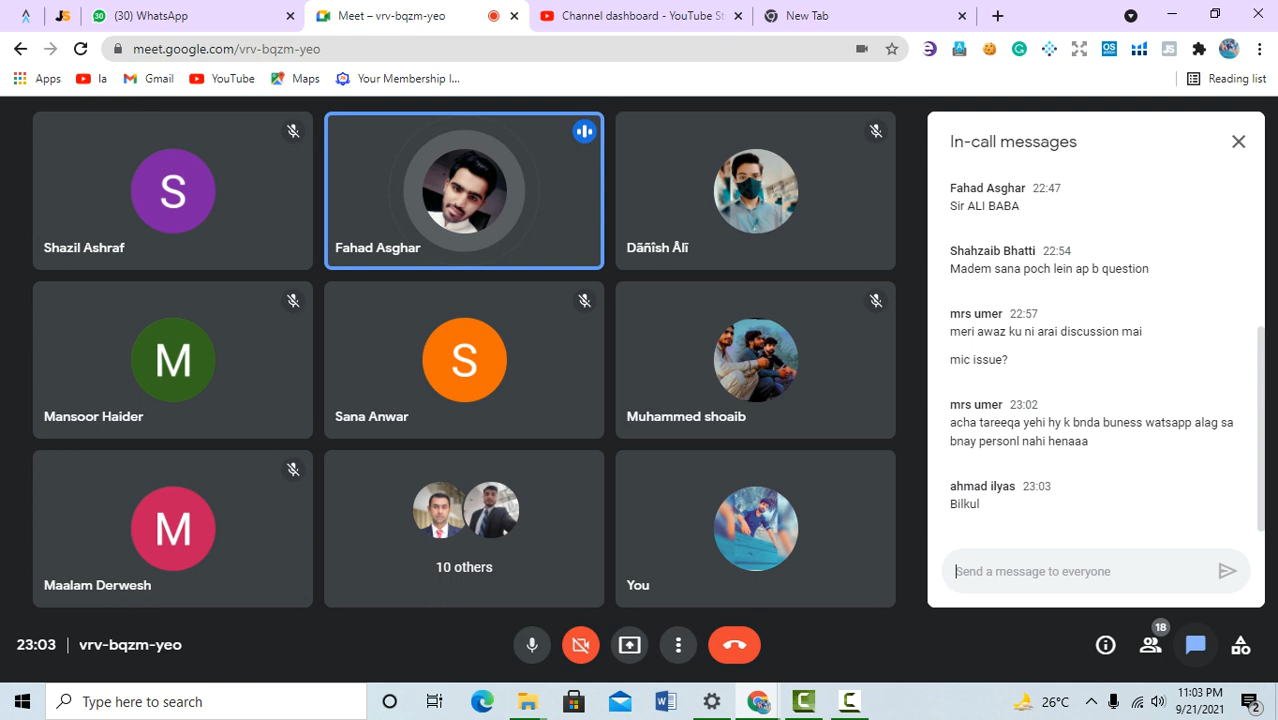 (30) WhatsApp
Meet – vrv-bqzm-yeo
Channel dashboard - YouTube St
New Tab
meet.google.com/vrv-bqzm-yeo
Apps
la
Gmail
YouTube
Maps
Your Membership I...
Reading list
S
Shazil Ashraf
Fahad Asghar
Dãñîsh Ālī
M
Mansoor Haider
S
Sana Anwar
Muhammed shoaib
M
Maalam Derwesh
10 others
You
In-call messages
Fahad Asghar 22:47
Sir ALI BABA
Shahzaib Bhatti 22:54
Madem sana poch lein ap b question
mrs umer 22:57
meri awaz ku ni arai discussion mai
mic issue?
mrs umer 23:02
acha tareeqa yehi hy k bnda buness watsapp alag sa
bnay personl nahi henaaa
ahmad ilyas 23:03
Bilkul
Send a message to everyone
23:03 | vrv-bqzm-yeo
18
Type here to search
26°C
11:03 PM
9/21/2021
2